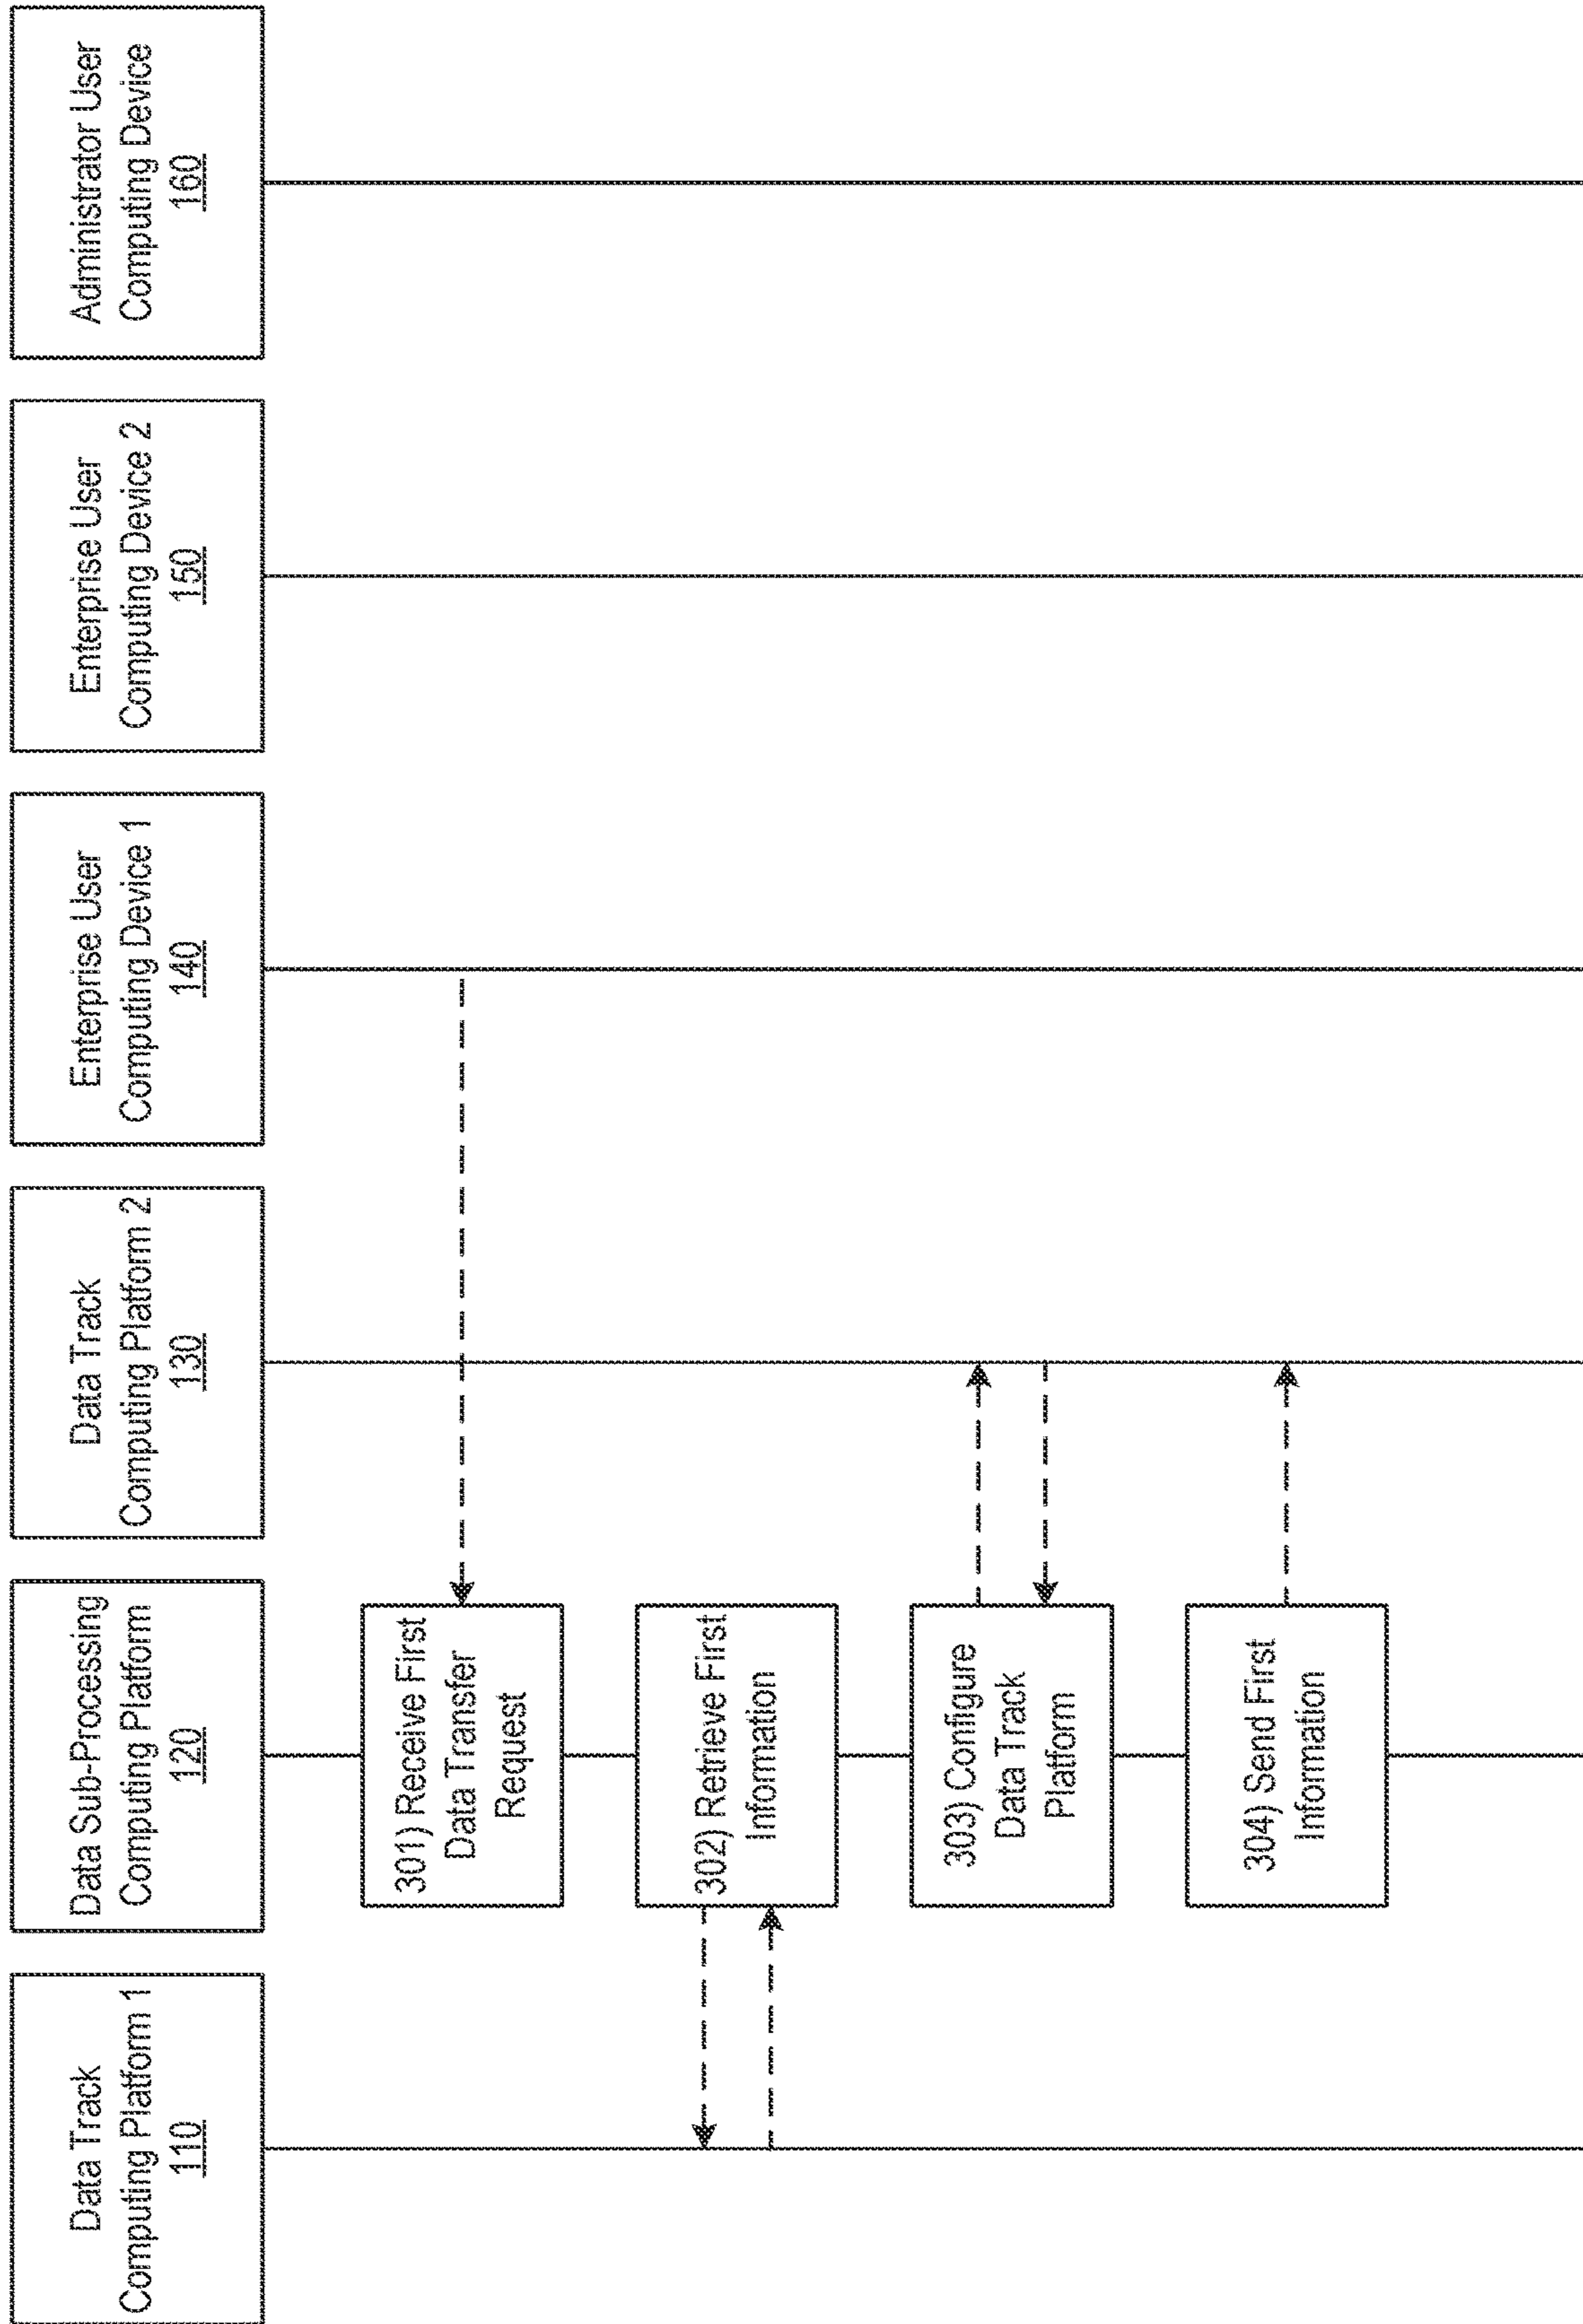 Data Track
Computing Platform 1
110
Data Sub-Processing
Computing Platform
120
Data Track
Computing Platform 2
130
Enterprise User
Computing Device 1
140
Enterprise User
Computing Device 2
150
Administrator User
Computing Device
160
301) Receive First
Data Transfer
Request
302) Retrieve First
Information
303) Configure
Data Track
Platform
304) Send First
Information